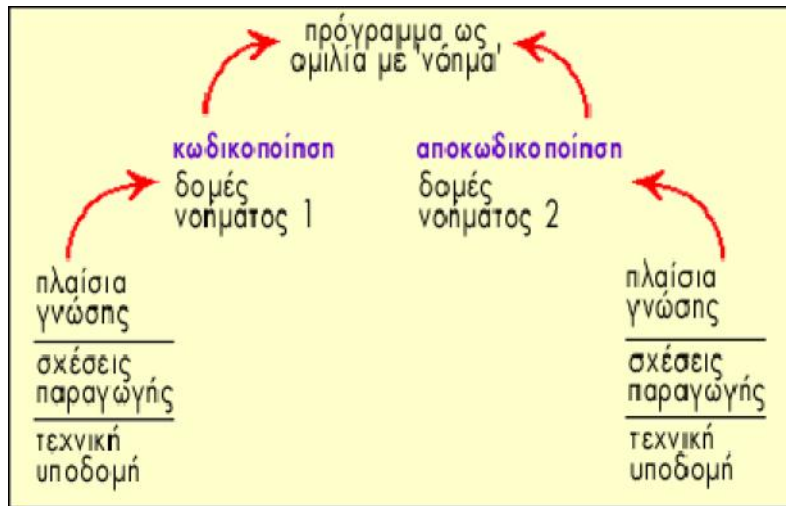 πρόγραμμα ως
ομιλία με 'νόημα'
κωδικοποίηση
δομές
νοήματος 1
αποκωδικοποίηση
δομές
νοήματος 2
πλαίσια
γνώσης
σχέσεις
παραγωγής
τεχνική
υποδομή
πλαίσια
γνώσης
σχέσεις
παραγωγής
τεχνική
υποδομή